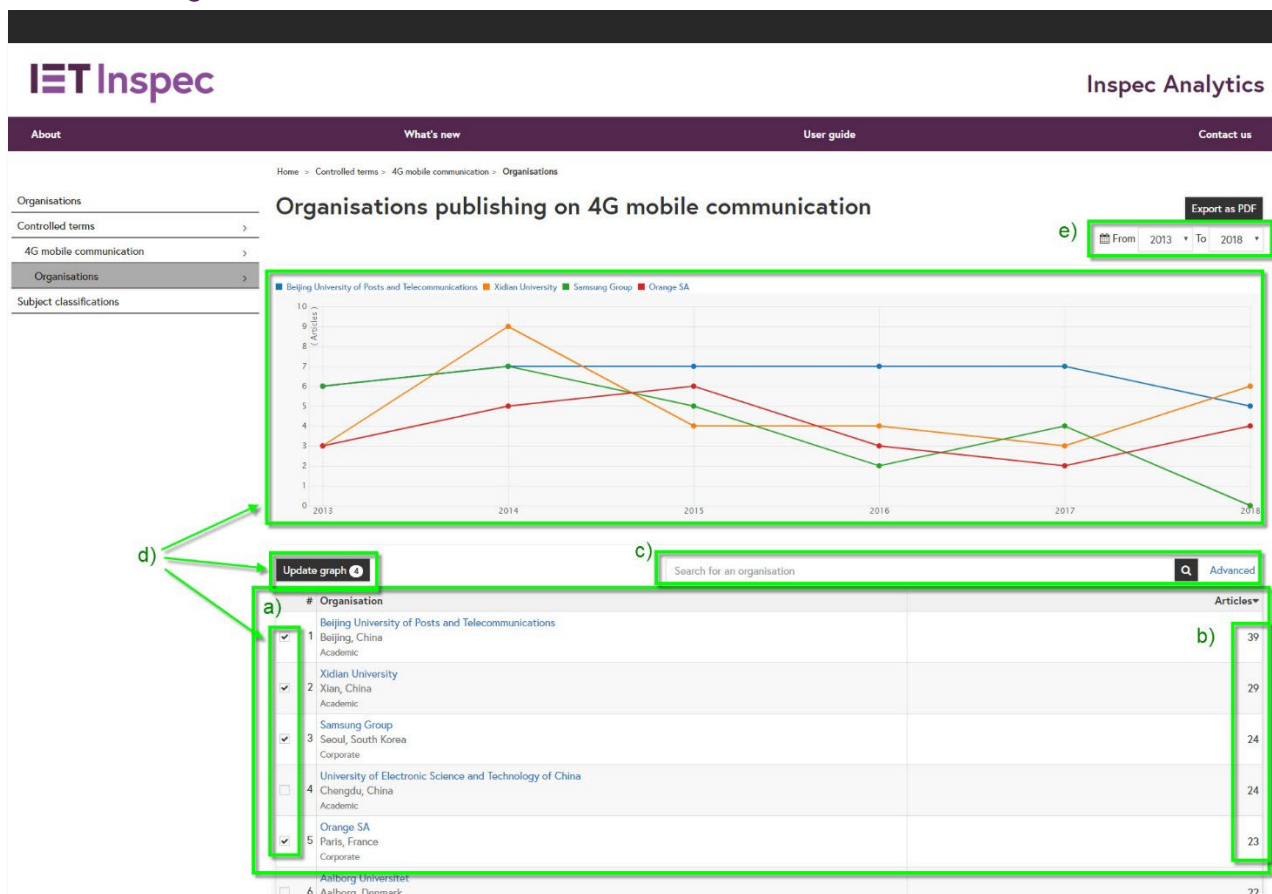 IET Inspec
Inspec Analytics
About What's new User guide Contact us
Home > Controlled terms > 4G mobile communication > Organisations
Organisations
Controlled terms >
4G mobile communication >
Organisations >
Subject classifications
Organisations publishing on 4G mobile communication
Export as PDF
e) From 2013 To 2018
Beijing University of Posts and Telecommunications Xidian University Samsung Group Orange SA
( Articles )
10
9
8
7
6
5
4
3
2
1
0
2013 2014 2015 2016 2017 2018
d)
Update graph 4
c) Search for an organisation Advanced
a) # Organisation Articles
Beijing University of Posts and Telecommunications
1 Beijing, China b) 39
Academic
Xidian University
2 Xian, China 29
Academic
Samsung Group
3 Seoul, South Korea 24
Corporate
University of Electronic Science and Technology of China
4 Chengdu, China 24
Academic
Orange SA
5 Paris, France 23
Corporate
Aalborg Universitet
6 Aalborg, Denmark 22